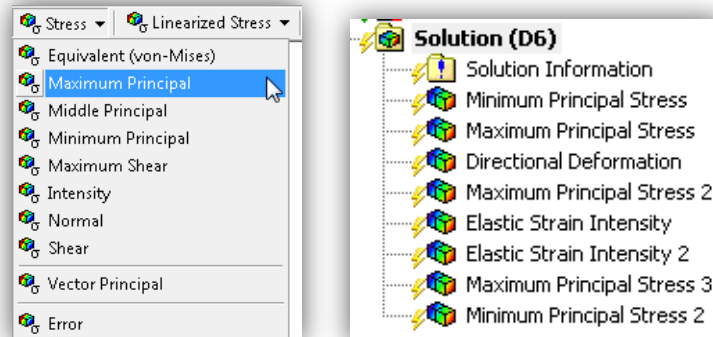 Stress Linearized Stress
Equivalent (von-Mises)
Maximum Principal
Middle Principal
Minimum Principal
Maximum Shear
Intensity
Normal
Shear
Vector Principal
Error
Solution (D6)
Solution Information
Minimum Principal Stress
Maximum Principal Stress
Directional Deformation
Maximum Principal Stress 2
Elastic Strain Intensity
Elastic Strain Intensity 2
Maximum Principal Stress 3
Minimum Principal Stress 2